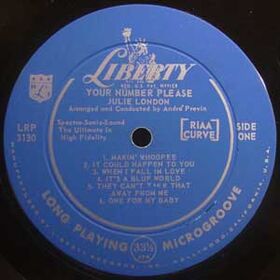 LIBERTY
REG. U.S. PAT. OFFICE
YOUR NUMBER PLEASE
JULIE LONDON
Arranged and Conducted by André Previn
LRP
3130
Spectra-Sonic-Sound
The Ultimate In
High Fidelity
RIAA
CURVE
SIDE
ONE
1. MAKIN' WHOOPEE
2. IT COULD HAPPEN TO YOU
3. WHEN I FALL IN LOVE
4. IT'S A BLUE WORLD
5. THEY CAN'T TAKE THAT
AWAY FROM ME
6. ONE FOR MY BABY
LONG PLAYING 33⅓ MICROGROOVE
RPM